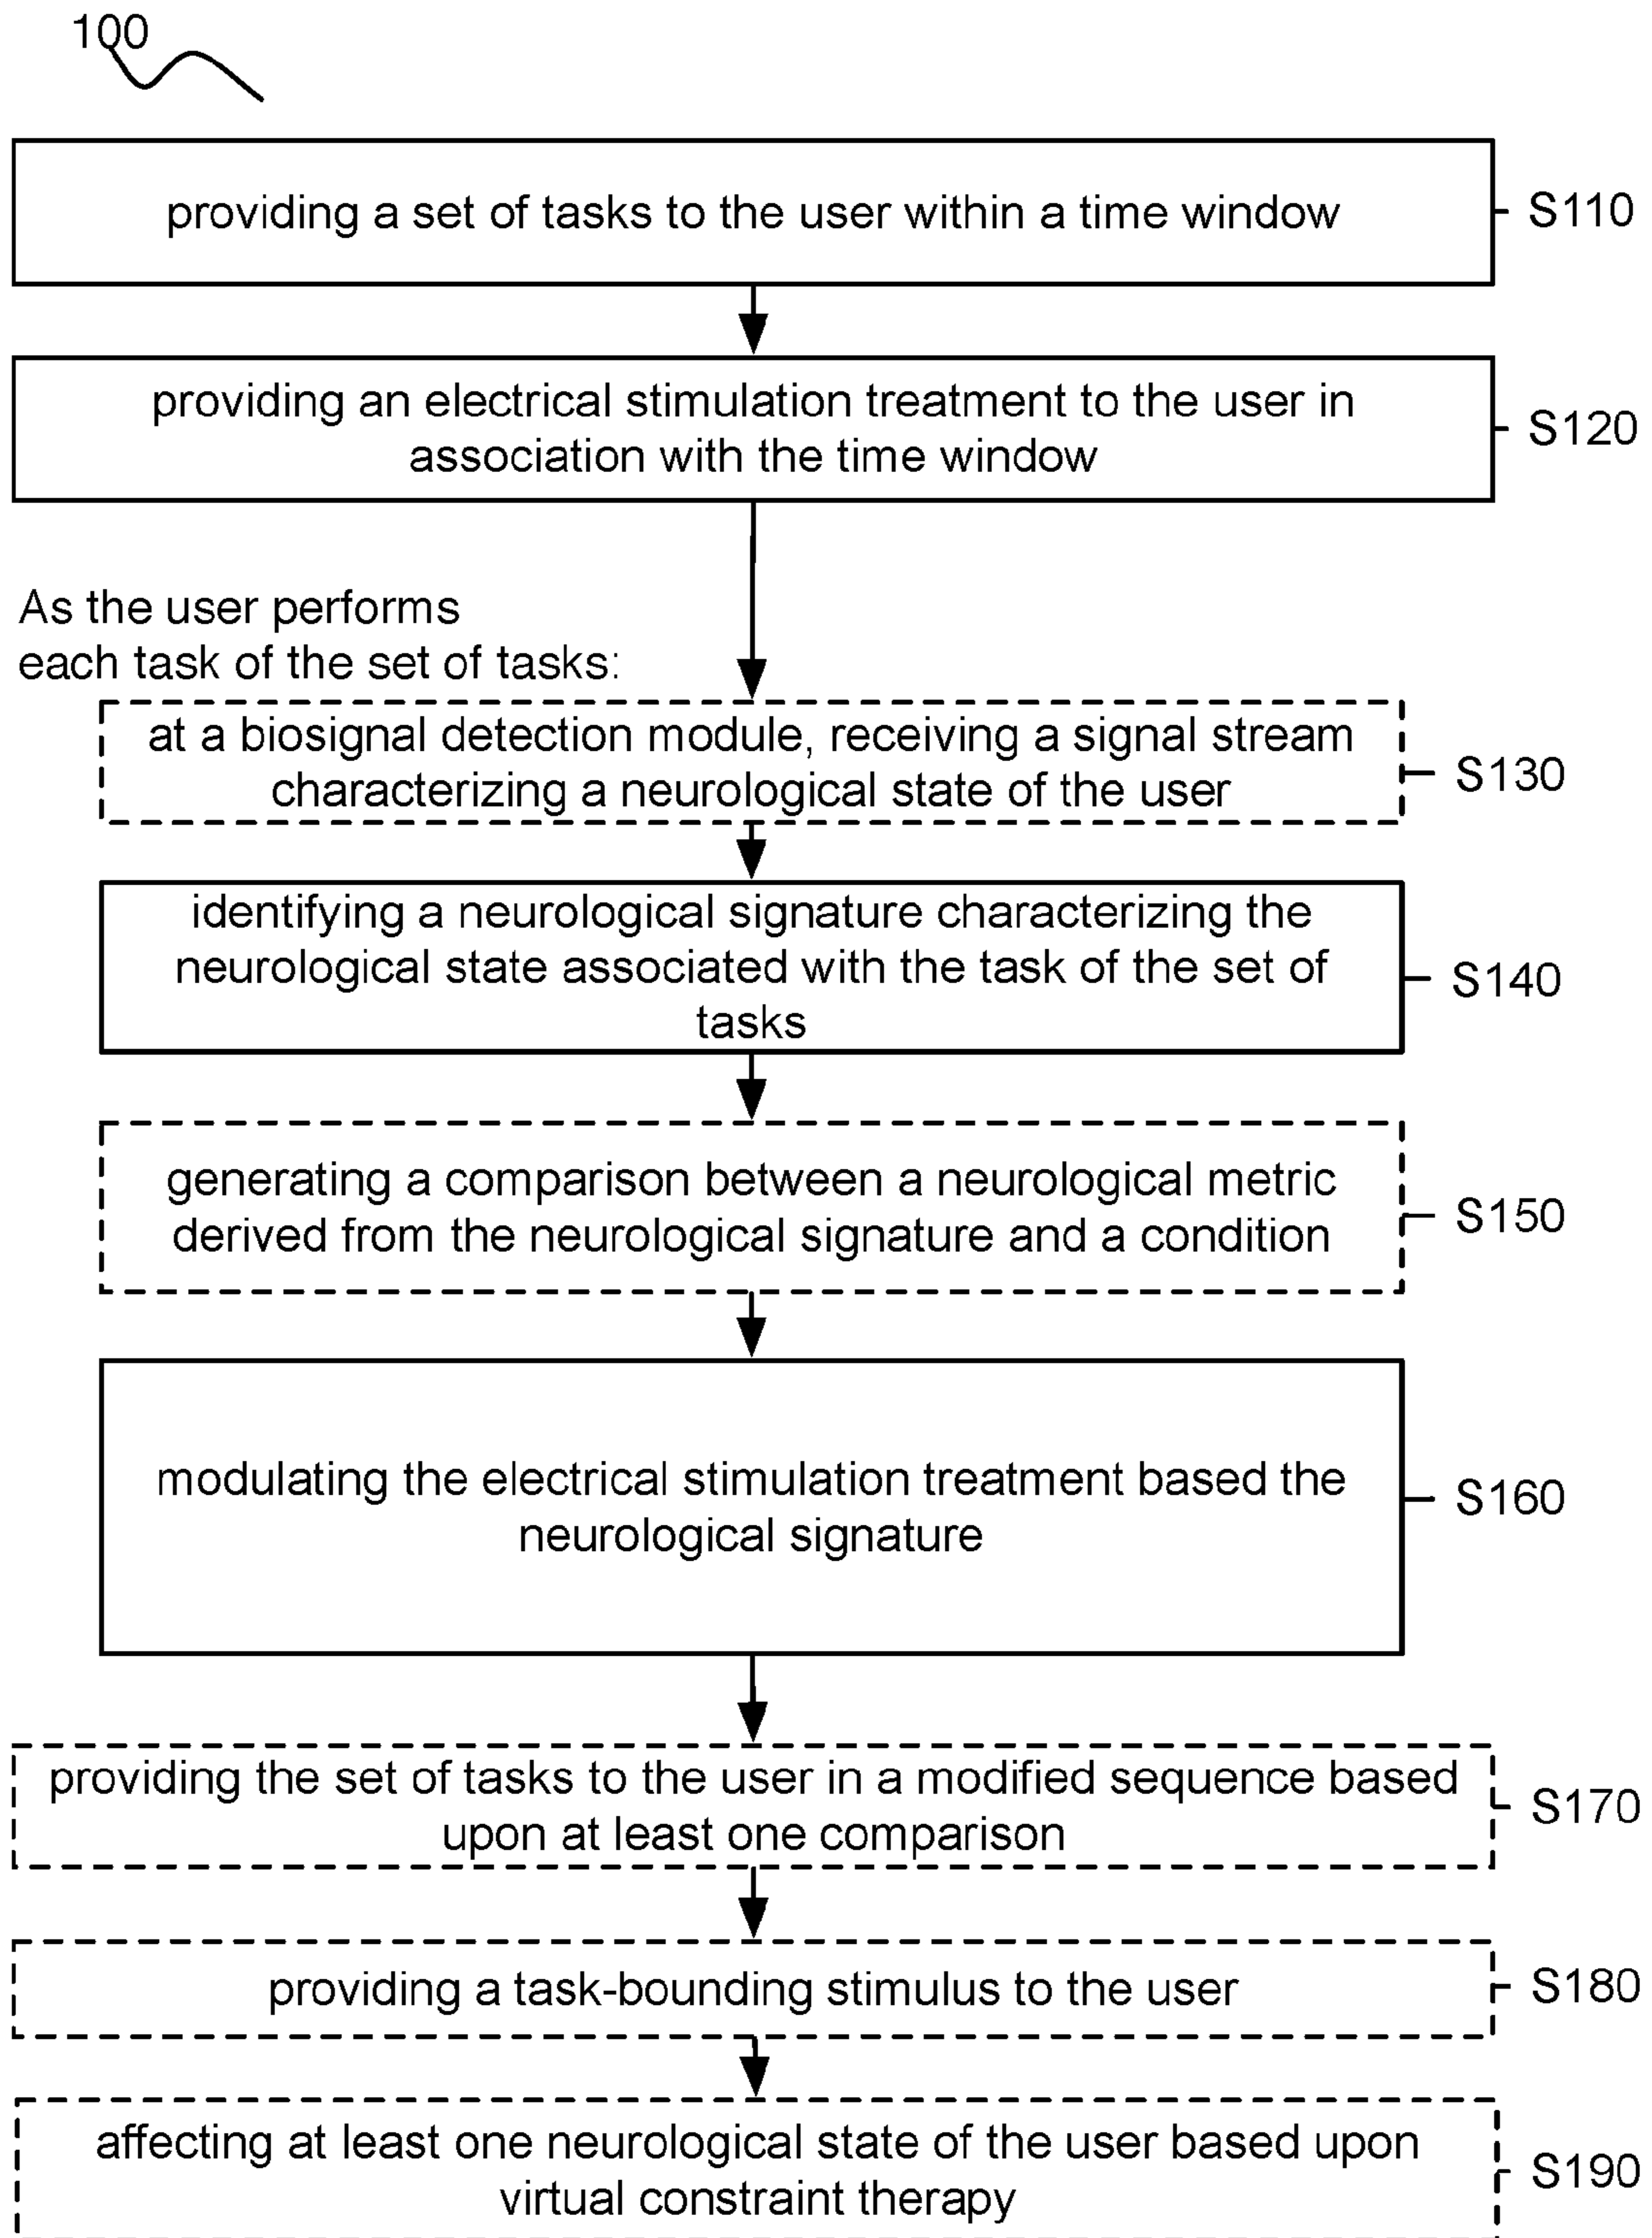 100
providing a set of tasks to the user within a time window
S110
providing an electrical stimulation treatment to the user in
association with the time window
S120
As the user performs
each task of the set of tasks:
at a biosignal detection module, receiving a signal stream
characterizing a neurological state of the user
S130
identifying a neurological signature characterizing the
neurological state associated with the task of the set of
tasks
S140
generating a comparison between a neurological metric
derived from the neurological signature and a condition
S150
modulating the electrical stimulation treatment based the
neurological signature
S160
providing the set of tasks to the user in a modified sequence based
upon at least one comparison
S170
providing a task-bounding stimulus to the user
S180
affecting at least one neurological state of the user based upon
virtual constraint therapy
S190